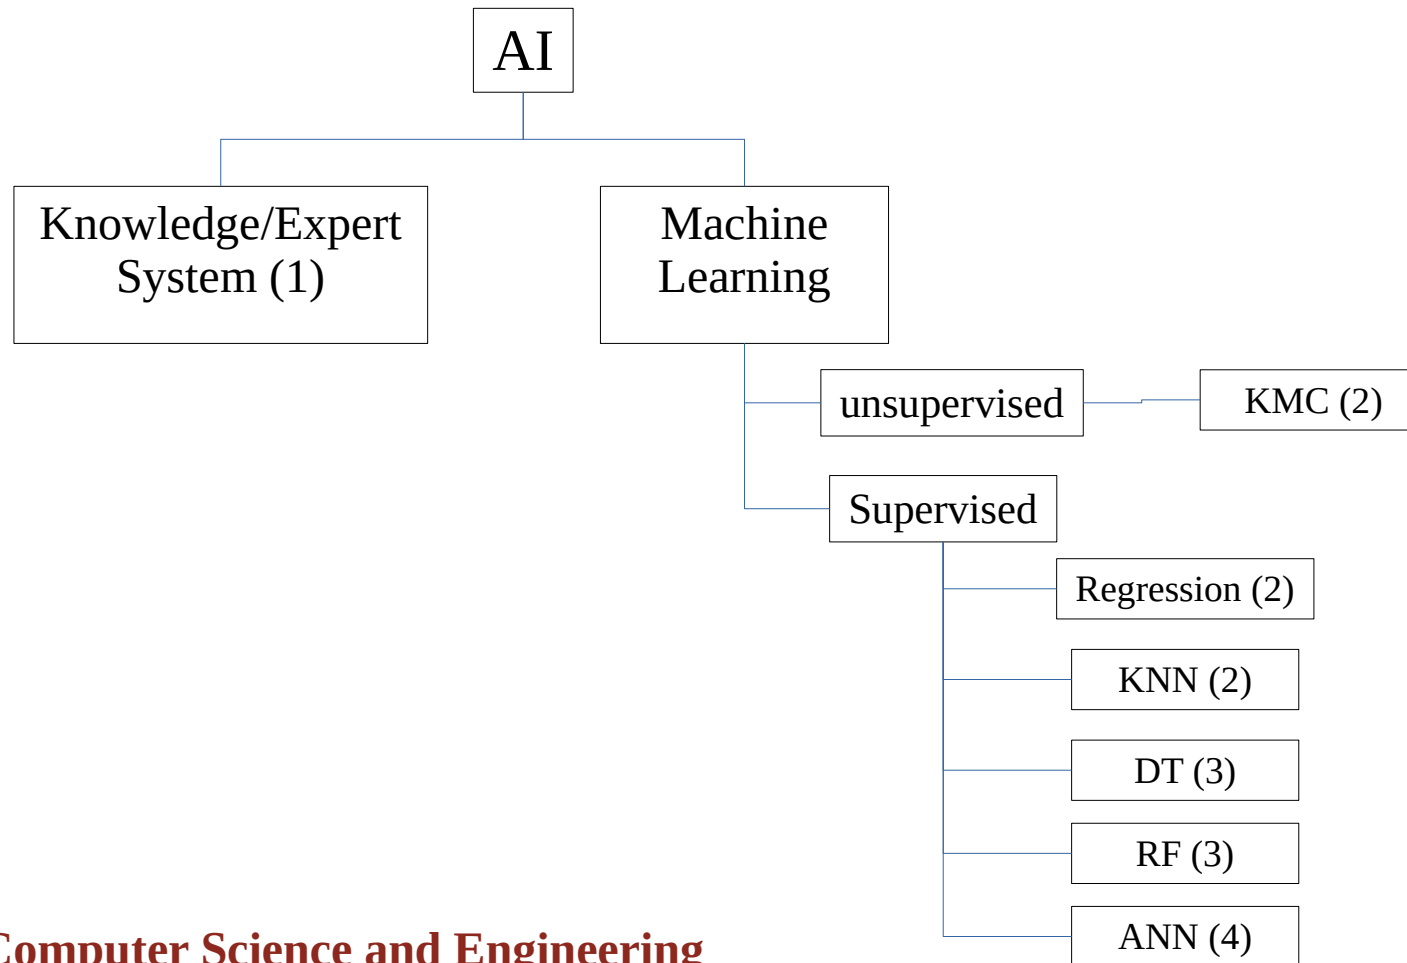 AI
Knowledge/Expert
System (1)
Machine
Learning
unsupervised
KMC (2)
Supervised
Regression (2)
KNN (2)
DT (3)
RF (3)
ANN (4)
Computer Science and Engineering